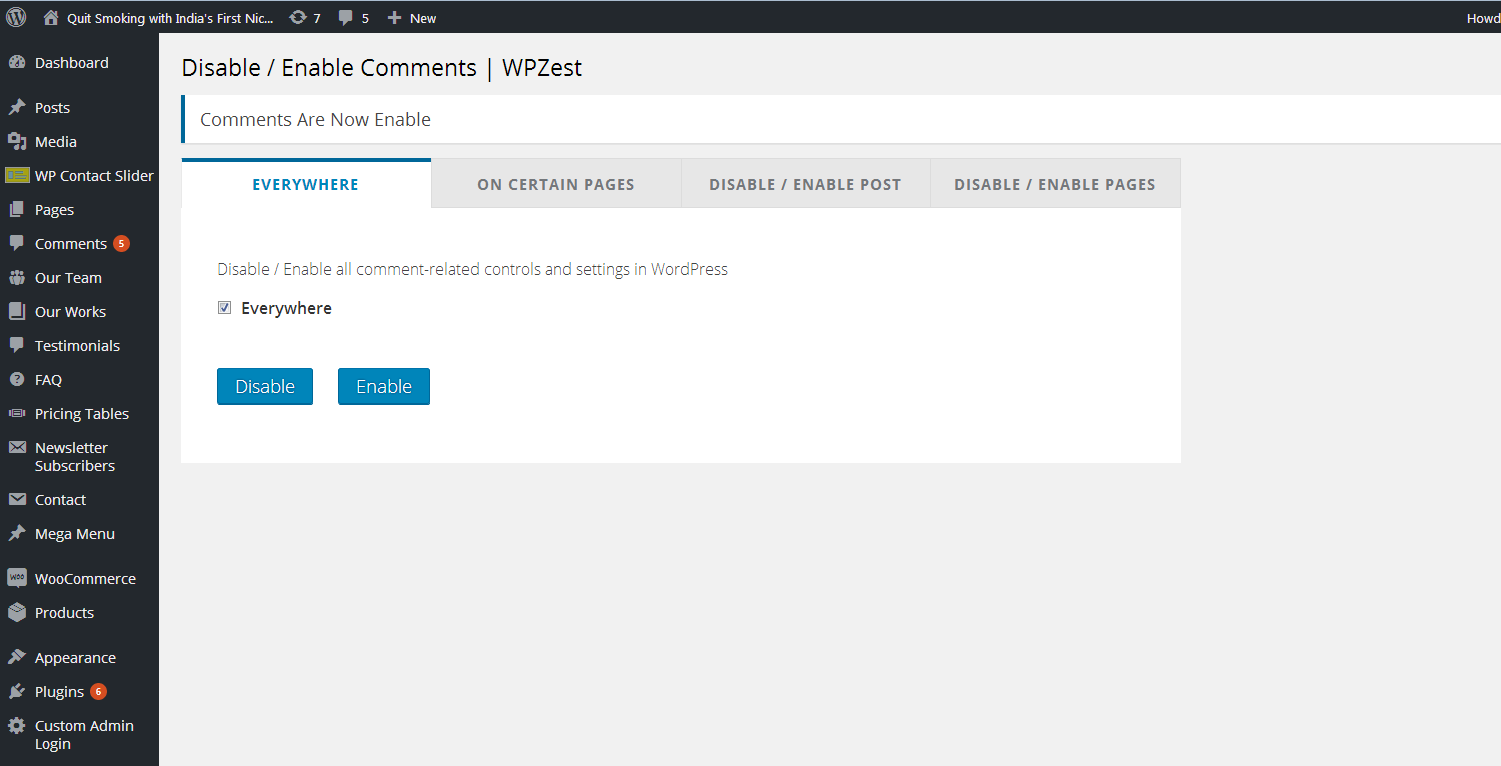 Quit Smoking with India's First Nic... 7 5 New
Howd
Dashboard
Posts
Media
WP Contact Slider
Pages
Comments 5
Our Team
Our Works
Testimonials
FAQ
Pricing Tables
Newsletter
Subscribers
Contact
Mega Menu
WOO WooCommerce
Products
Appearance
Plugins 6
Custom Admin
Login
Disable / Enable Comments | WPZest
Comments Are Now Enable
EVERYWHERE ON CERTAIN PAGES DISABLE / ENABLE POST DISABLE / ENABLE PAGES
Disable / Enable all comment-related controls and settings in WordPress
Everywhere
Disable Enable